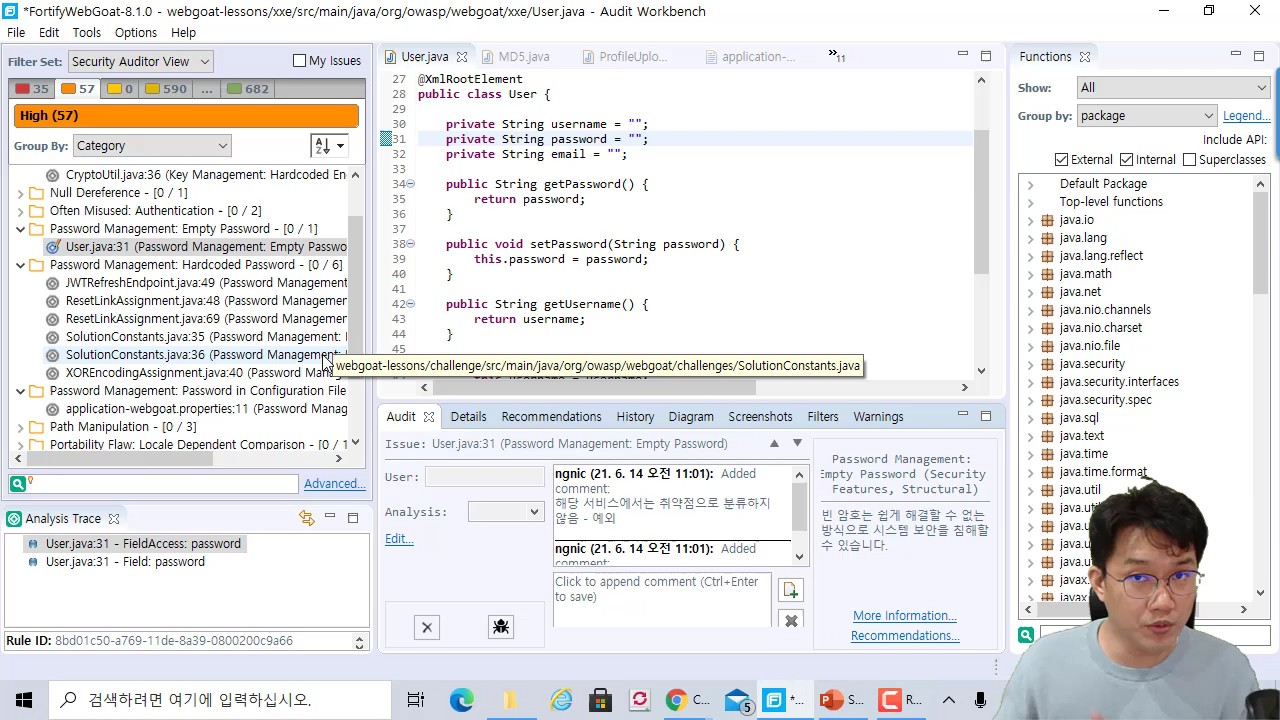 *FortifyWebGoat-8.1.0 - webgoat-lessons/xxe/src/main/java/org/owasp/webgoat/xxe/User.java - Audit Workbench
File Edit Tools Options Help
Filter Set: Security Auditor View My Issues
35 57 0 590 ... 682
High (57)
Group By: Category
CryptoUtil.java:36 (Key Management: Hardcoded En
Null Dereference - [0 / 1]
Often Misused: Authentication - [0 / 2]
Password Management: Empty Password - [0 / 1]
User.java:31 (Password Management: Empty Passwo
Password Management: Hardcoded Password - [0 / 6]
JWTRefreshEndpoint.java:49 (Password Management
ResetLinkAssignment.java:48 (Password Managemen
ResetLinkAssignment.java:69 (Password Managemen
SolutionConstants.java:35 (Password Management:
SolutionConstants.java:36 (Password Management:
XOREncodingAssignment.java:40 (Password
Password Management: Password in Configuration File
application-webgoat.properties:11 (Password Manag
Path Manipulation - [0 / 3]
Portability Flaw: Locale Dependent Comparison - [0 / 1
Advanced...
Analysis Trace
User.java:31 - FieldAccess: password
User.java:31 - Field: password
Rule ID: 8bd01c50-a769-11de-8a39-0800200c9a66
User.java MD5.java ProfileUplo... application-... 11
27 @XmlRootElement
28 public class User {
29
30 private String username = "";
31 private String password = "";
32 private String email = "";
33
34 public String getPassword() {
35 return password;
36 }
37
38 public void setPassword(String password) {
39 this.password = password;
40 }
41
42 public String getUsername() {
43 return username;
44 }
45
webgoat-lessons/challenge/src/main/java/org/owasp/webgoat/challenges/SolutionConstants.java
Audit Details Recommendations History Diagram Screenshots Filters Warnings
Issue: User.java:31 (Password Management: Empty Password)
User:
Analysis:
Edit...
ngnic (21. 6. 14 오전 11:01): Added
comment:
해당 서비스에서는 취약점으로 분류하지
않음 - 예외
ngnic (21. 6. 14 오전 11:01): Added
comment:
Click to append comment (Ctrl+Enter
to save)
Password Management:
Empty Password (Security
Features, Structural)
빈 암호는 쉽게 해결할 수 없는
방식으로 시스템 보안을 침해할
수 있습니다.
More Information...
Recommendations...
Functions
Show: All
Group by: package Legend...
Include API:
External Internal Superclasses
Default Package
Top-level functions
java.io
java.lang
java.lang.reflect
java.math
java.net
java.nio.channels
java.nio.charset
java.nio.file
java.security
java.security.interfaces
java.security.spec
java.sql
java.text
java.time
java.time.format
java.util
java.uti
java.u
java.u
java.u
java.u
javax
javax.
검색하려면 여기에 입력하십시오.
C... 5 *... S... R...